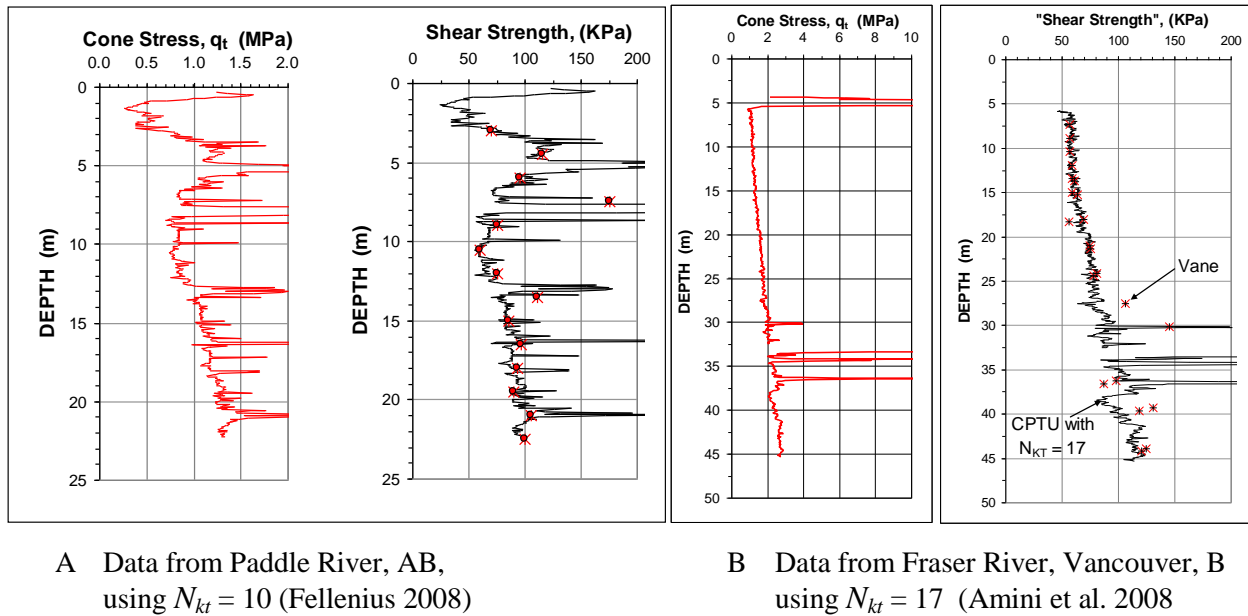 Cone Stress, qt (MPa)
0.0 0.5 1.0 1.5 2.0
0
5
10
15
20
25
DEPTH (m)
Shear Strength, (KPa)
0 50 100 150 200
0
5
10
15
20
25
DEPTH (m)
Cone Stress, qt (MPa)
0 2 4 6 8 10
0
5
10
15
20
25
30
35
40
45
50
DEPTH (m)
"Shear Strength", (KPa)
0 50 100 150 200
0
5
10
15
20
25
30
35
40
45
50
DEPTH (m)
Vane
CPTU with
NKT = 17
A Data from Paddle River, AB,
using Nkt = 10 (Fellenius 2008)
B Data from Fraser River, Vancouver, B
using Nkt = 17 (Amini et al. 2008